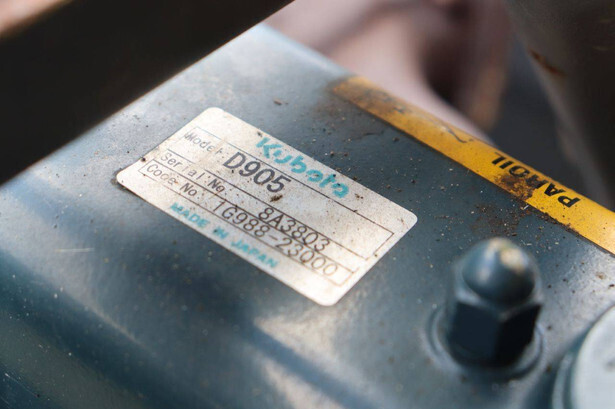 Kubota
Model D905
Serial No. 8A3803
Code No. 1G988-23000
MADE IN JAPAN
PAROIL